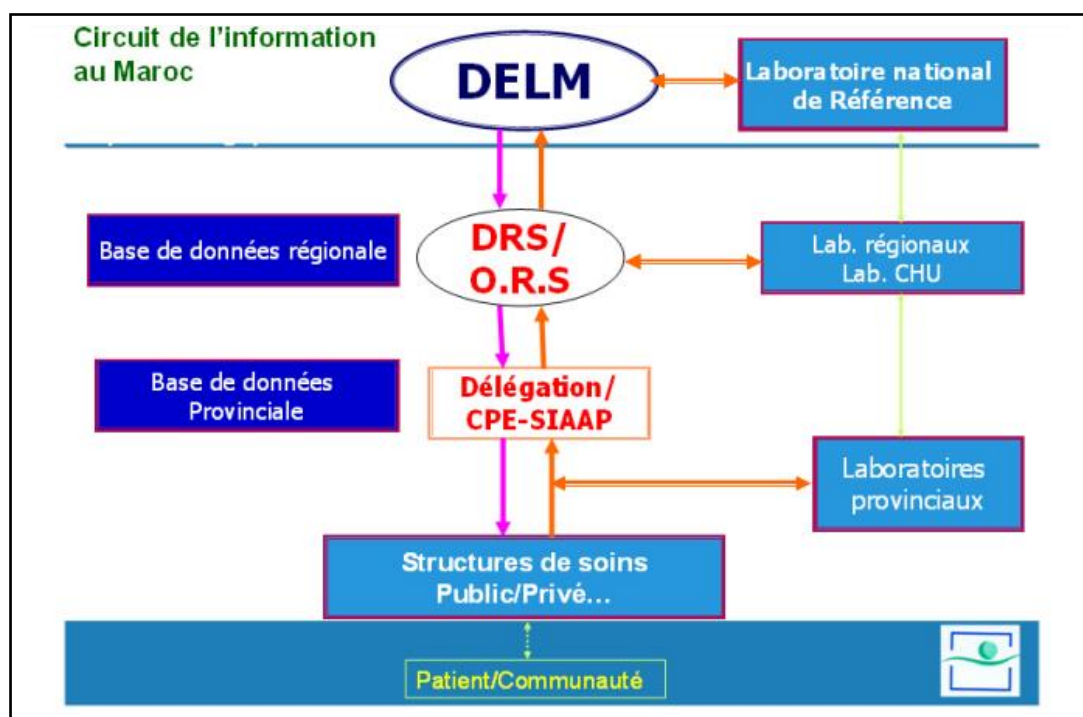 Circuit de l'information
au Maroc
DELM
Laboratoire national
de Référence
Base de données régionale
DRS/
O.R.S
Lab. régionaux
Lab. CHU
Base de données
Provinciale
Délégation/
CPE-SIAAP
Laboratoires
provinciaux
Structures de soins
Public/Privé...
Patient/Communauté